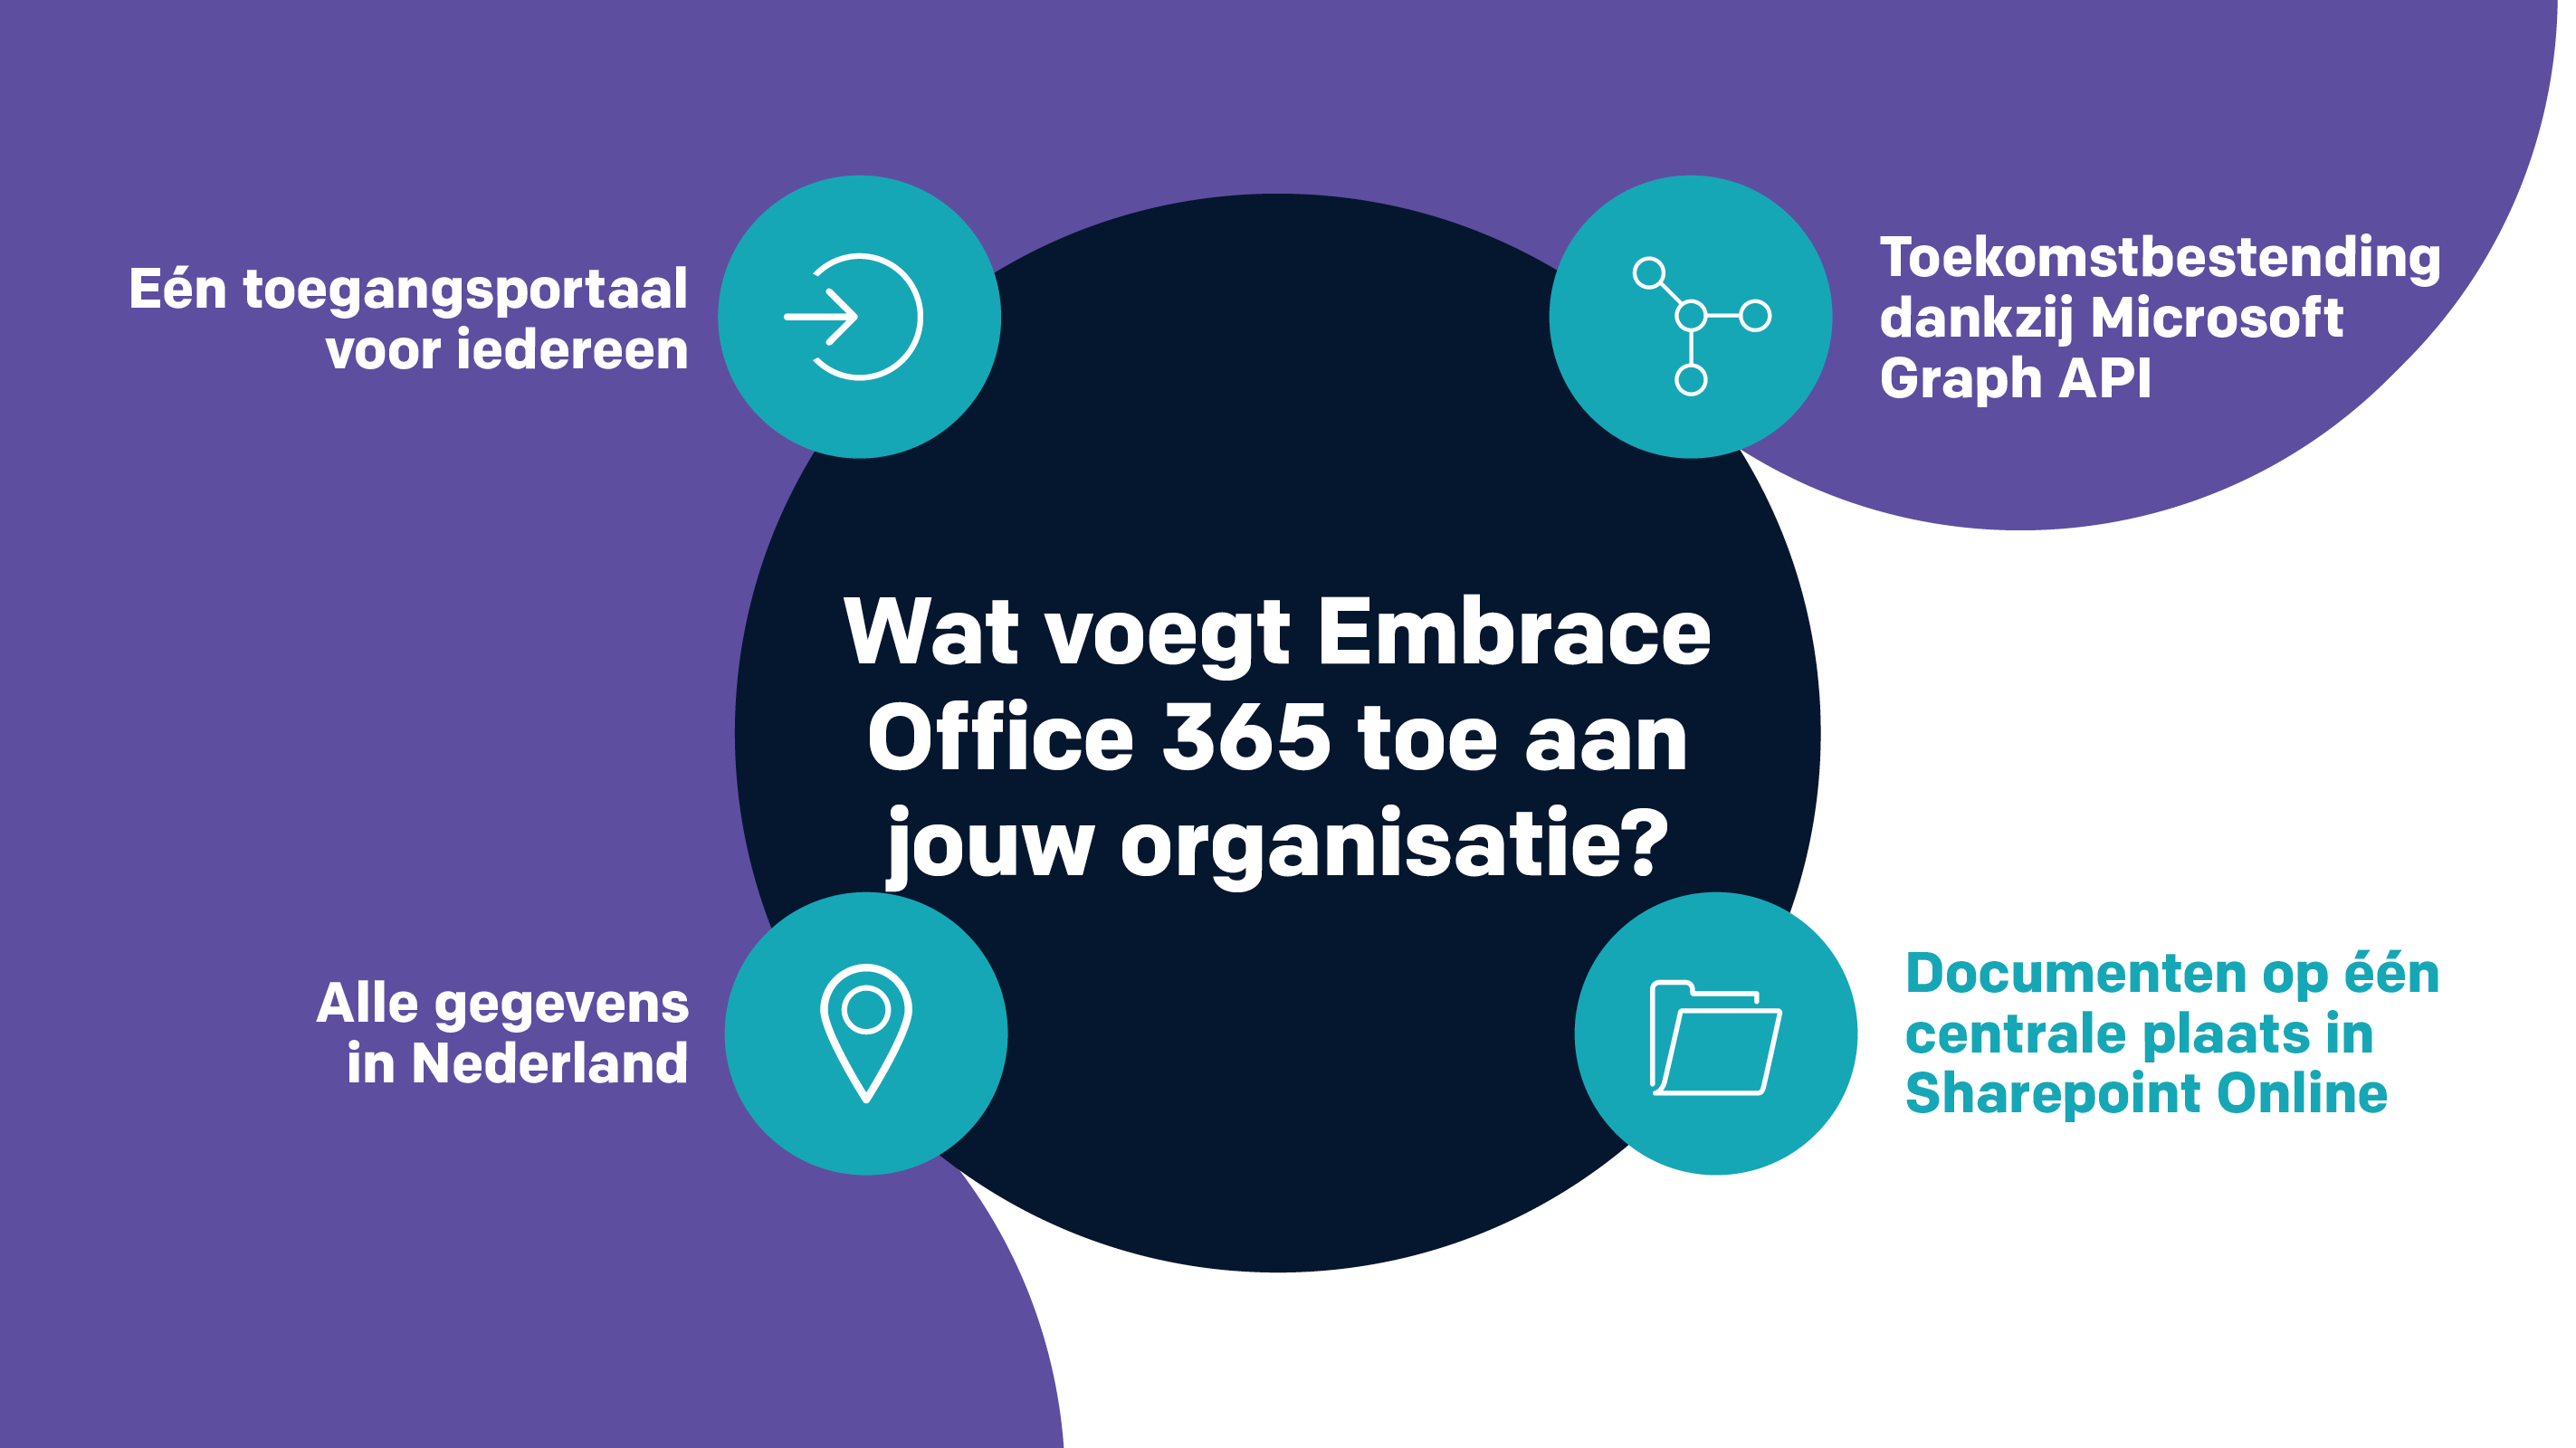 Eén toegangsportaal
voor iedereen
Toekomstbestending
dankzij Microsoft
Graph API
Wat voegt Embrace
Office 365 toe aan
jouw organisatie?
Alle gegevens
in Nederland
Documenten op één
centrale plaats in
Sharepoint Online